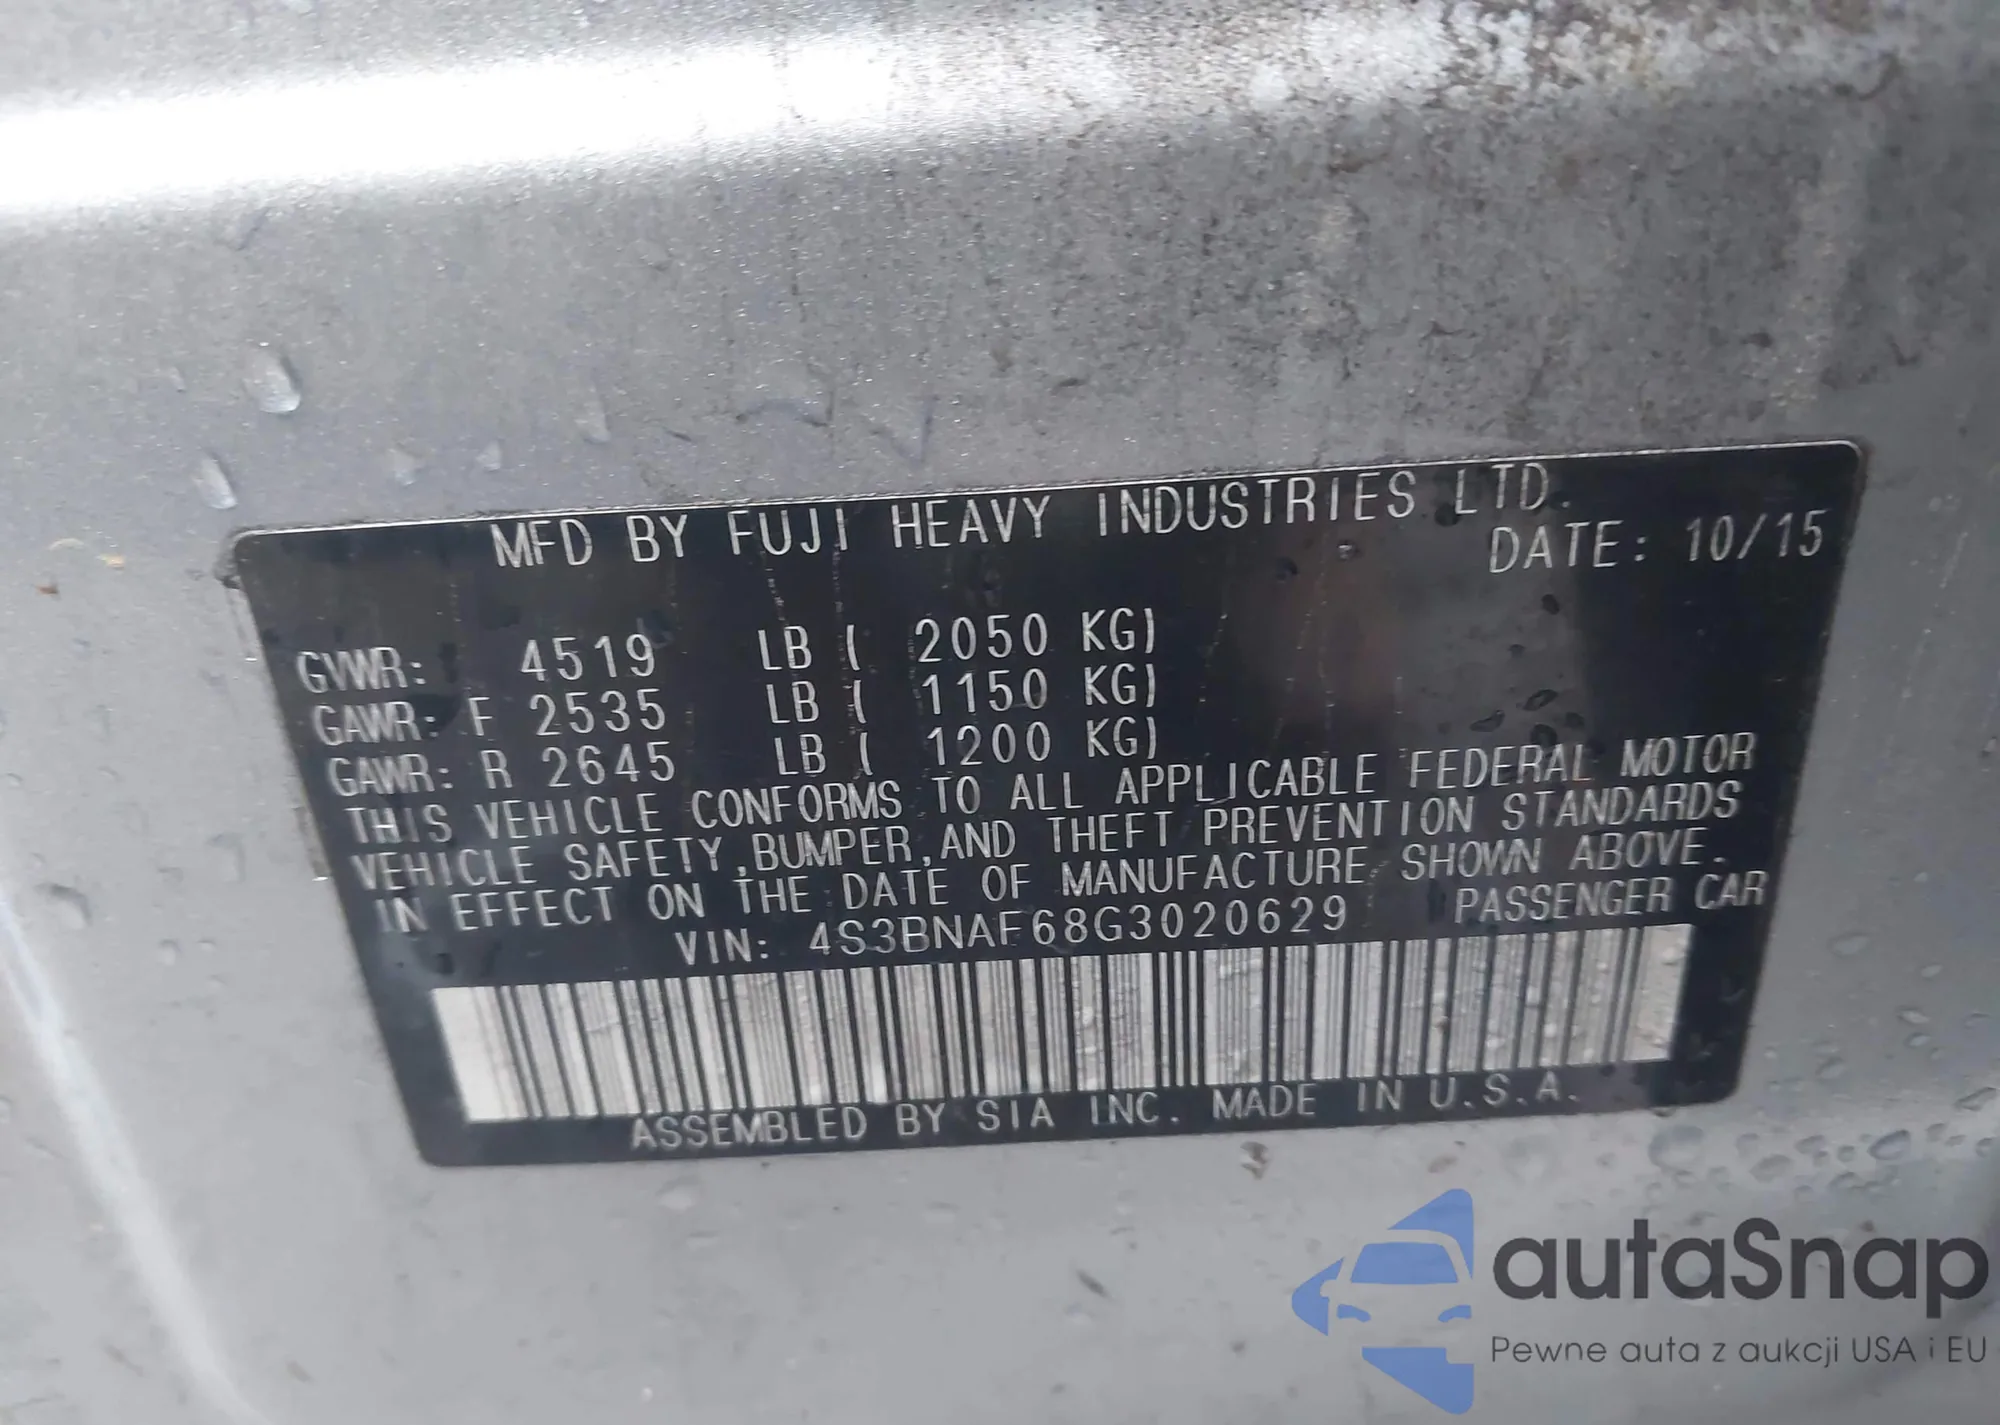 MFD BY FUJI HEAVY INDUSTRIES LTD.
DATE: 10/15
GVWR: 4519 LB ( 2050 KG)
GAWR: F 2535 LB ( 1150 KG)
GAWR: R 2645 LB ( 1200 KG)
THIS VEHICLE CONFORMS TO ALL APPLICABLE FEDERAL MOTOR
VEHICLE SAFETY,BUMPER,AND THEFT PREVENTION STANDARDS
IN EFFECT ON THE DATE OF MANUFACTURE SHOWN ABOVE.
VIN: 4S3BNAF68G3020629 PASSENGER CAR
ASSEMBLED BY SIA INC. MADE IN U.S.A.
autaSnap
Pewne auta z aukcji USA i EU